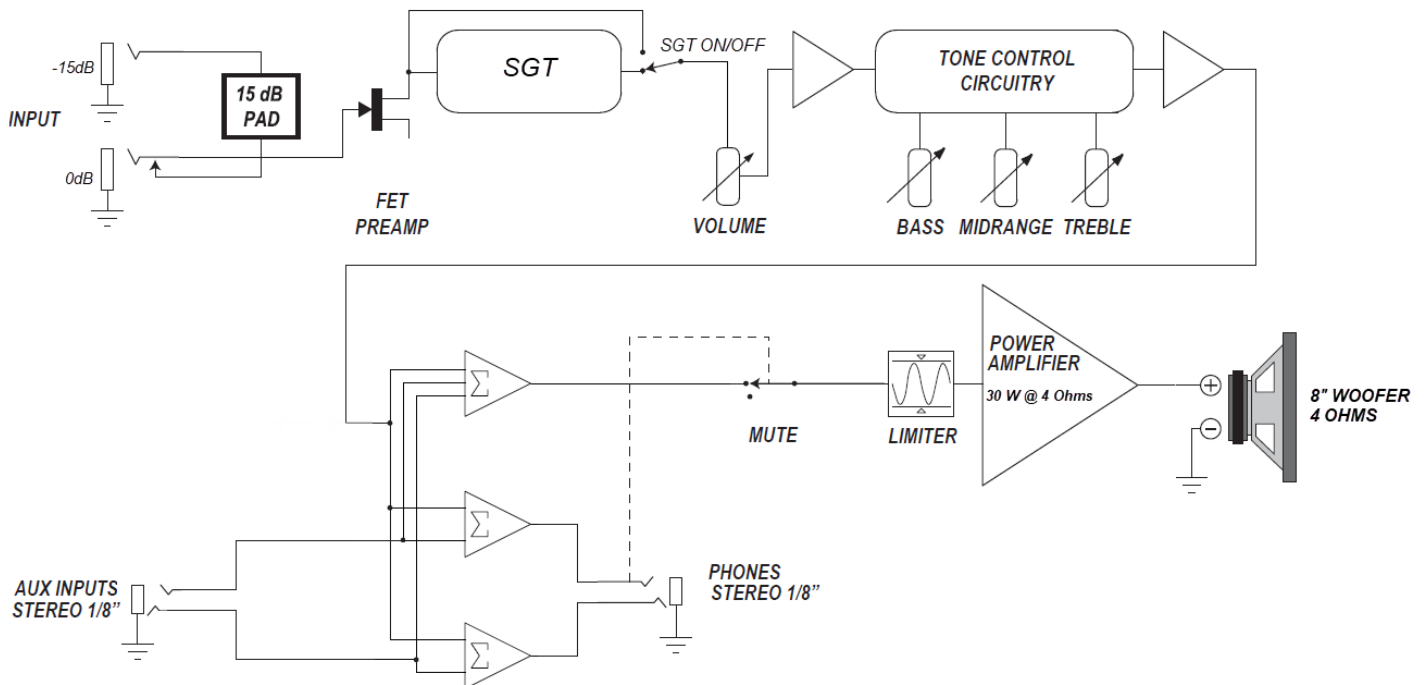 -15dB
INPUT
0dB
15 dB
PAD
FET
PREAMP
SGT
SGT ON/OFF
VOLUME
TONE CONTROL
CIRCUITRY
BASS
MIDRANGE
TREBLE
Σ
MUTE
LIMITER
POWER
AMPLIFIER
30 W @ 4 Ohms
+
−
8" WOOFER
4 OHMS
Σ
AUX INPUTS
STEREO 1/8”
PHONES
STEREO 1/8”
Σ